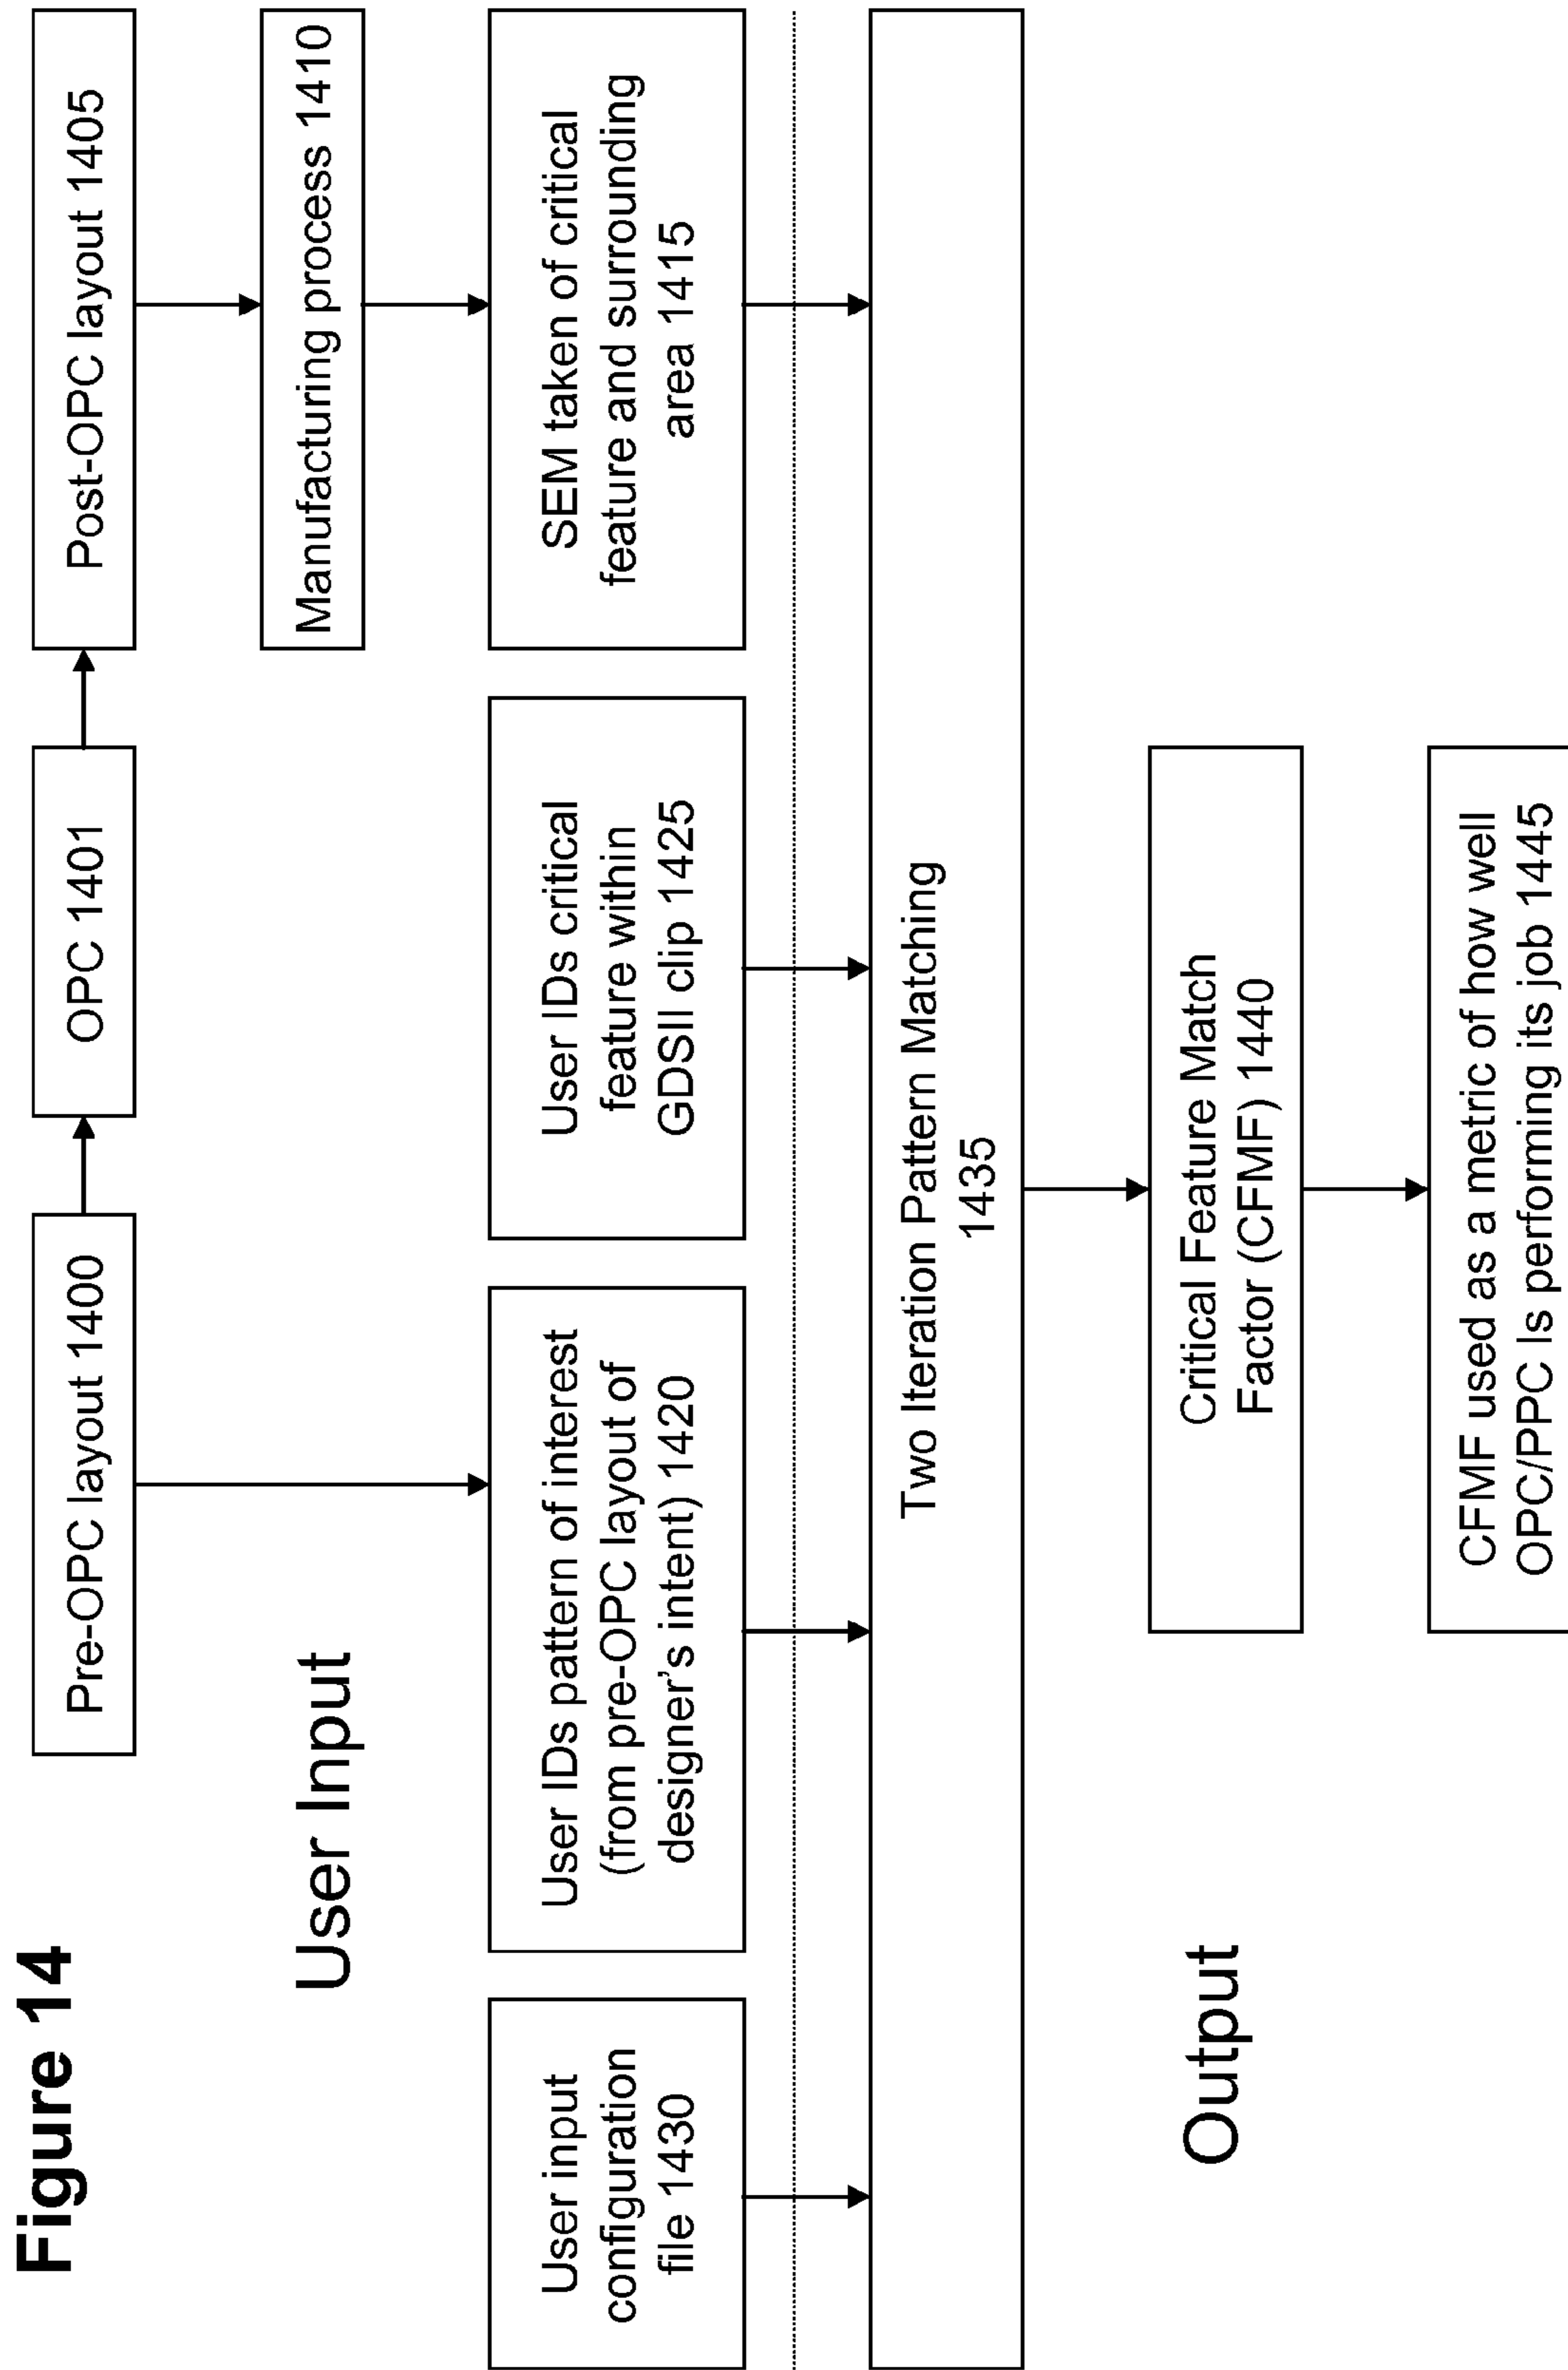 Figure 14
Pre-OPC layout 1400
OPC 1401
Post-OPC layout 1405
User Input
Manufacturing process 1410
User input
configuration
file 1430
User IDs pattern of interest
(from pre-OPC layout of
designer's intent) 1420
User IDs critical
feature within
GDSII clip 1425
SEM taken of critical
feature and surrounding
area 1415
Two Iteration Pattern Matching
1435
Output
Critical Feature Match
Factor (CFMF) 1440
CFMF used as a metric of how well
OPC/PPC Is performing its job 1445